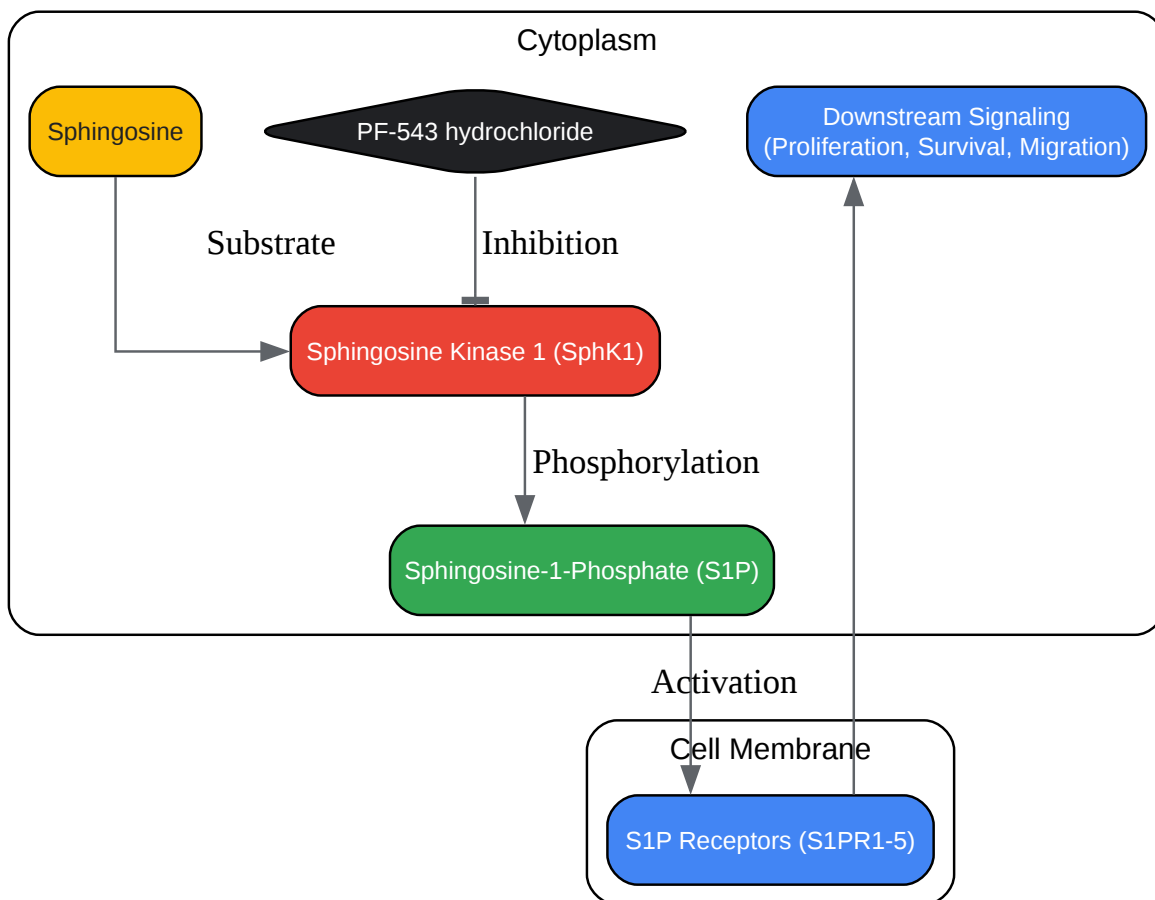 Cytoplasm
Sphingosine
PF-543 hydrochloride
Downstream Signaling
(Proliferation, Survival, Migration)
Substrate
Inhibition
Sphingosine Kinase 1 (SphK1)
Phosphorylation
Sphingosine-1-Phosphate (S1P)
Activation
Cell Membrane
S1P Receptors (S1PR1-5)